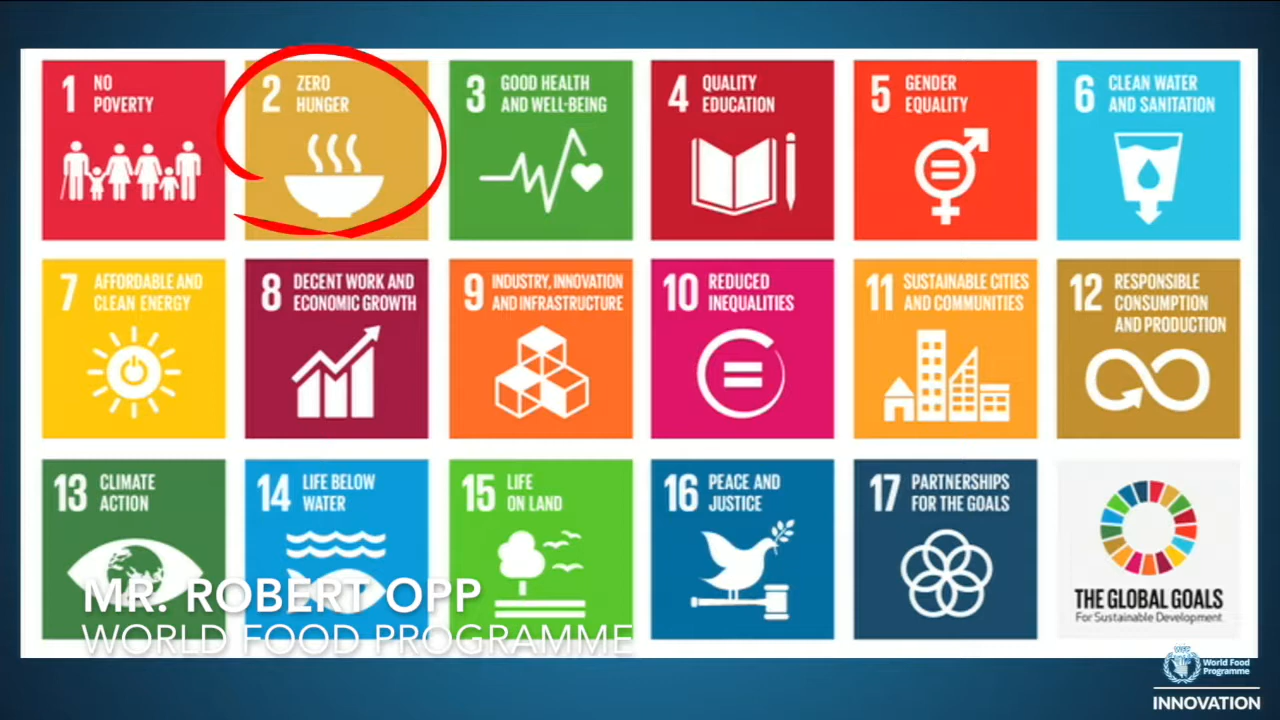 1 NO
POVERTY
2 ZERO
HUNGER
3 GOOD HEALTH
AND WELL-BEING
4 QUALITY
EDUCATION
5 GENDER
EQUALITY
6 CLEAN WATER
AND SANITATION
7 AFFORDABLE AND
CLEAN ENERGY
8 DECENT WORK AND
ECONOMIC GROWTH
9 INDUSTRY, INNOVATION
AND INFRASTRUCTURE
10 REDUCED
INEQUALITIES
11 SUSTAINABLE CITIES
AND COMMUNITIES
12 RESPONSIBLE
CONSUMPTION
AND PRODUCTION
13 CLIMATE
ACTION
14 LIFE BELOW
WATER
15 LIFE
ON LAND
16 PEACE AND
JUSTICE
17 PARTNERSHIPS
FOR THE GOALS
THE GLOBAL GOALS
For Sustainable Development
MR. ROBERT OPP
WORLD FOOD PROGRAMME
WFP
World Food
Programme
INNOVATION